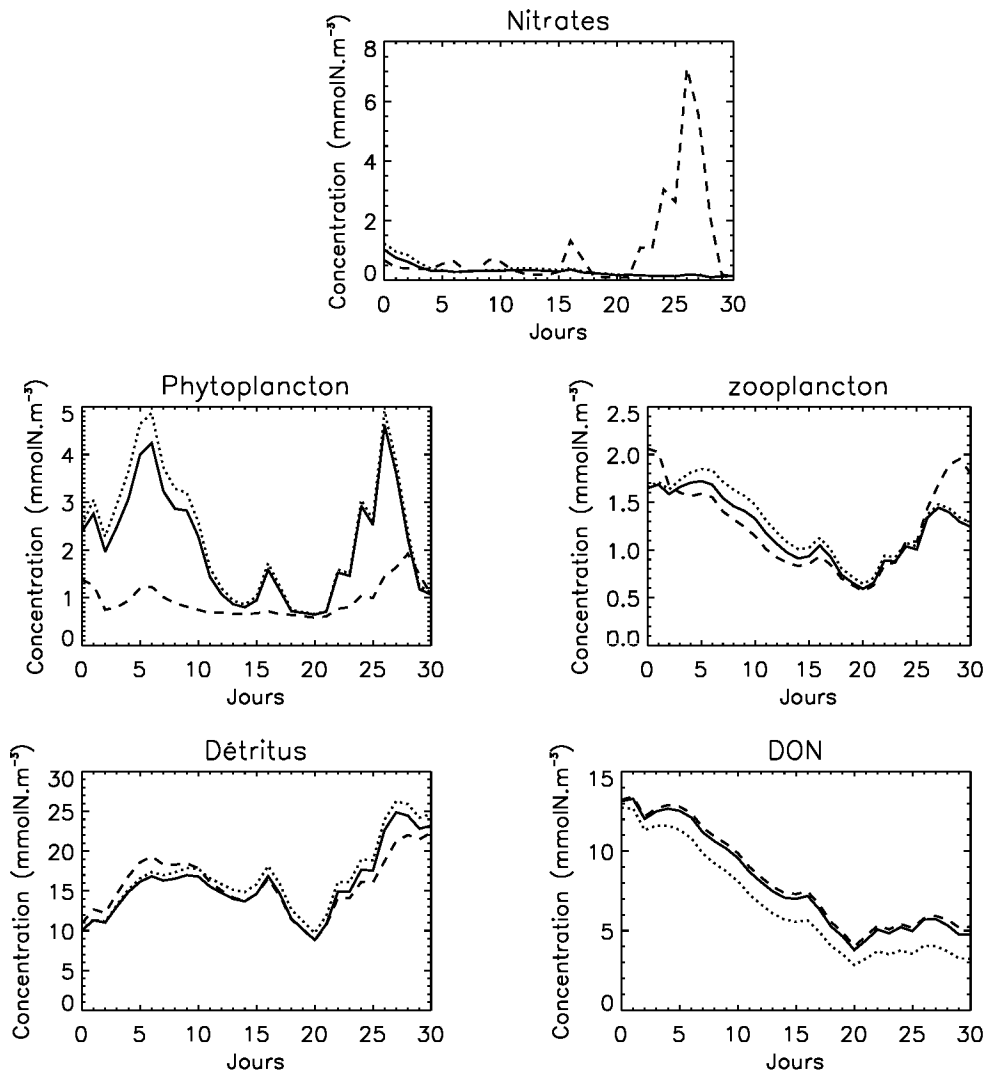 Nitrates
Concentration (mmolN.m⁻³)
8
6
4
2
0
0 5 10 15 20 25 30
Jours
Phytoplancton
Concentration (mmolN.m⁻³)
5
4
3
2
1
0
0 5 10 15 20 25 30
Jours
zooplancton
Concentration (mmolN.m⁻³)
2.5
2.0
1.5
1.0
0.5
0.0
0 5 10 15 20 25 30
Jours
Détritus
Concentration (mmolN.m⁻³)
30
25
20
15
10
5
0
0 5 10 15 20 25 30
Jours
DON
Concentration (mmolN.m⁻³)
15
10
5
0
0 5 10 15 20 25 30
Jours